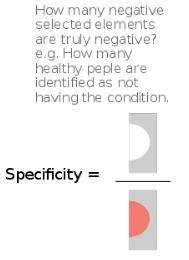 How many negative
selected elements
are truly negative?
e.g. How many
healthy peple are
identified as not
having the condition.
Specificity =